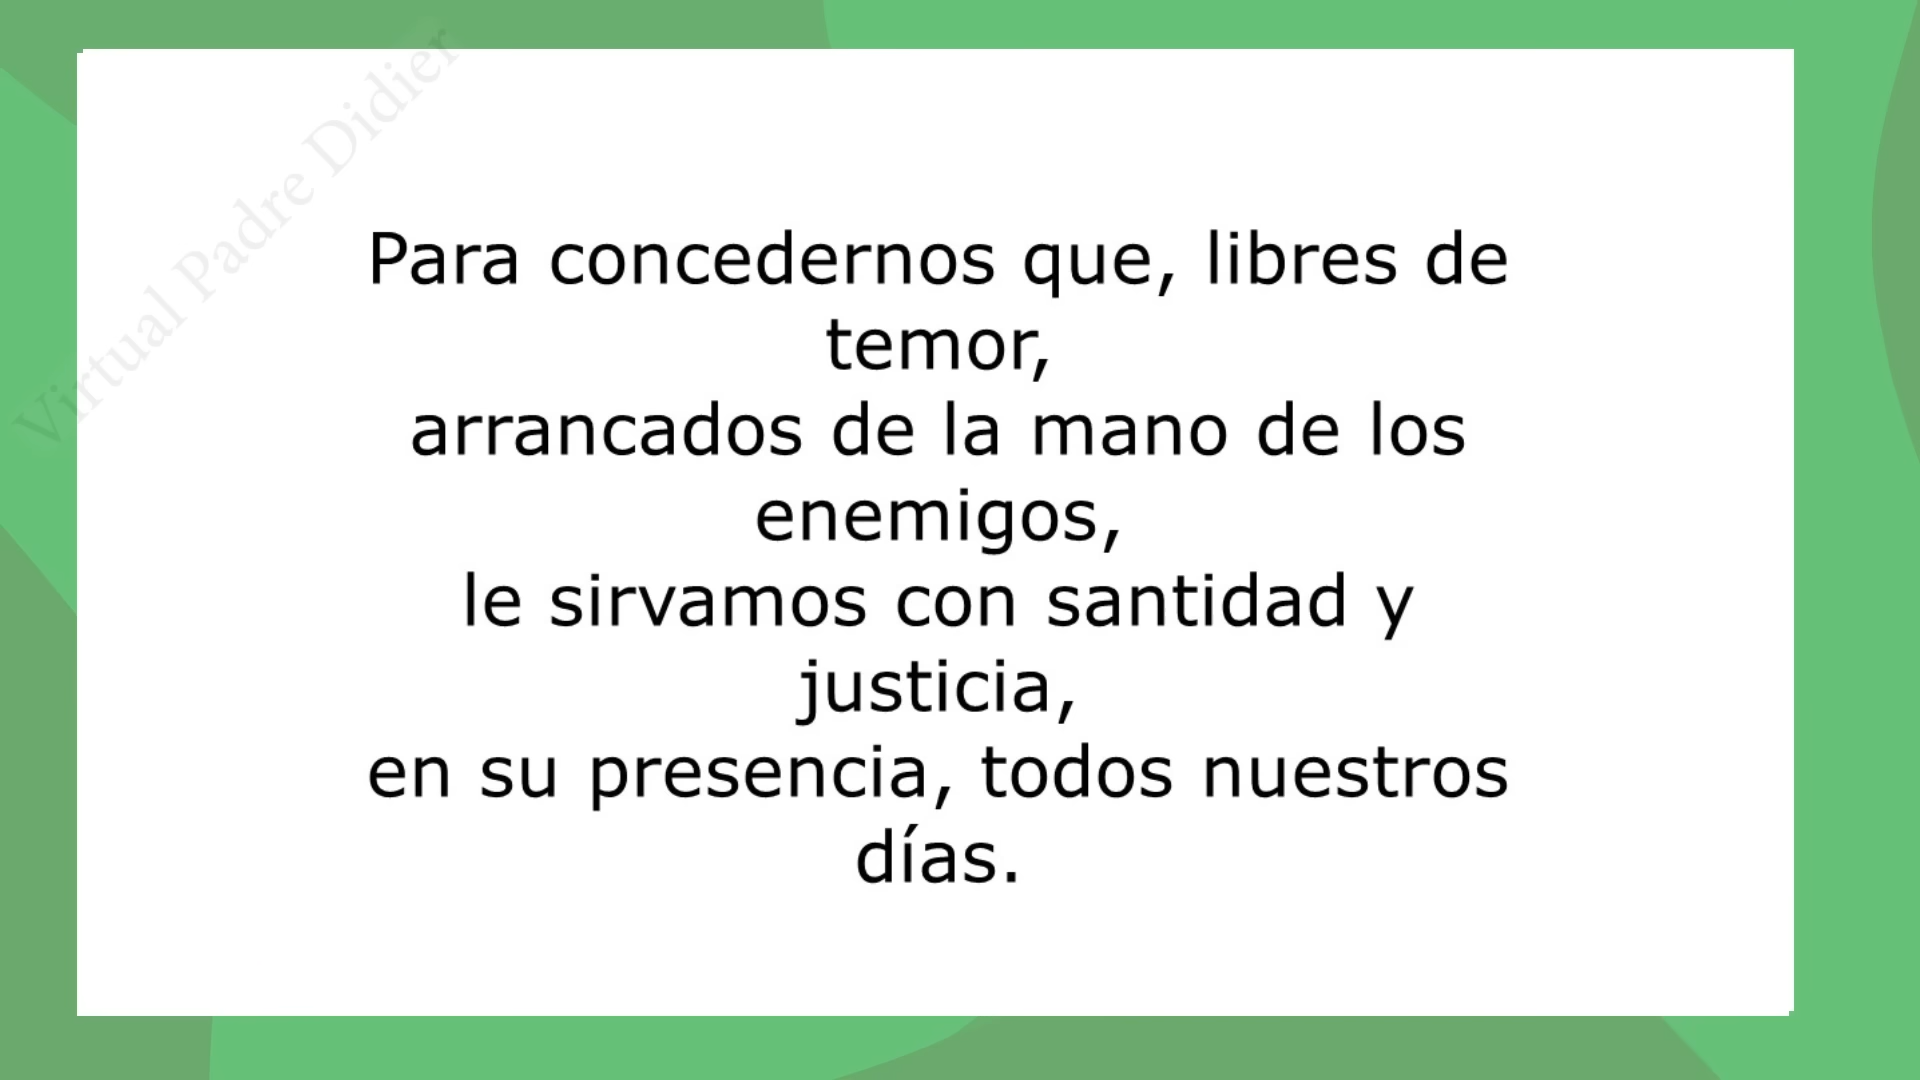 Virtual Padre Didier
Para concedernos que, libres de
temor,
arrancados de la mano de los
enemigos,
le sirvamos con santidad y
justicia,
en su presencia, todos nuestros
días.